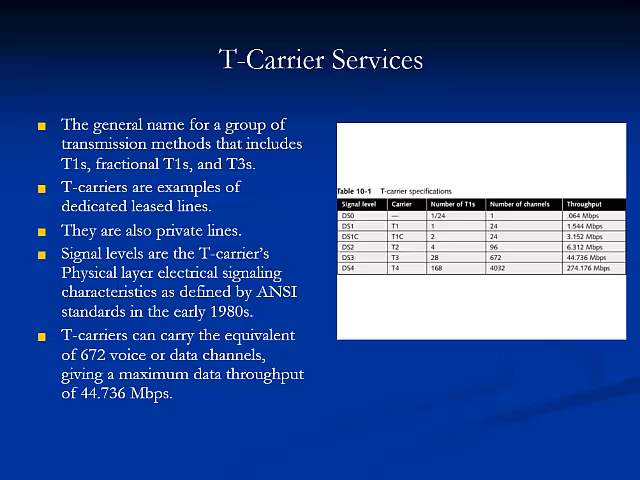 T-Carrier Services
The general name for a group of
transmission methods that includes
T1s, fractional T1s, and T3s.
T-carriers are examples of
dedicated leased lines.
They are also private lines.
Signal levels are the T-carrier's
Physical layer electrical signaling
characteristics as defined by ANSI
standards in the early 1980s.
T-carriers can carry the equivalent
of 672 voice or data channels,
giving a maximum data throughput
of 44.736 Mbps.
Table 10-1 T-carrier specifications
Signal level Carrier Number of T1s Number of channels Throughput
DS0 — 1/24 1 .064 Mbps
DS1 T1 1 24 1.544 Mbps
DS1C T1C 2 24 3.152 Mbps
DS2 T2 4 96 6.312 Mbps
DS3 T3 28 672 44.736 Mbps
DS4 T4 168 4032 274.176 Mbps